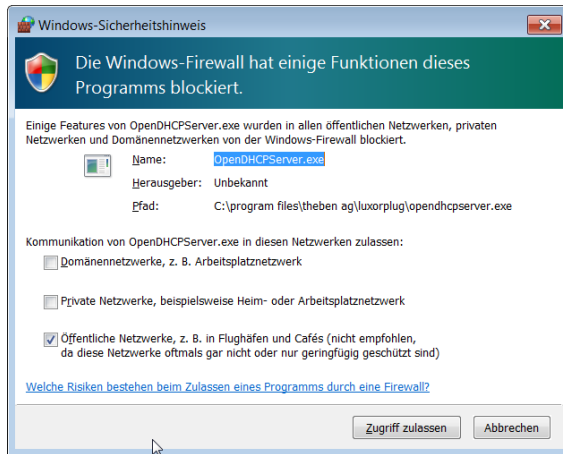 Windows-Sicherheitshinweis
Die Windows-Firewall hat einige Funktionen dieses
Programms blockiert.
Einige Features von OpenDHCPServer.exe wurden in allen öffentlichen Netzwerken, privaten
Netzwerken und Domänennetzwerken von der Windows-Firewall blockiert.
Name: OpenDHCPServer.exe
Herausgeber: Unbekannt
Pfad: C:\program files\theben ag\luxorplug\opendhcpserver.exe
Kommunikation von OpenDHCPServer.exe in diesen Netzwerken zulassen:
Domänennetzwerke, z. B. Arbeitsplatznetzwerk
Private Netzwerke, beispielsweise Heim- oder Arbeitsplatznetzwerk
Öffentliche Netzwerke, z. B. in Flughäfen und Cafés (nicht empfohlen,
da diese Netzwerke oftmals gar nicht oder nur geringfügig geschützt sind)
Welche Risiken bestehen beim Zulassen eines Programms durch eine Firewall?
Zugriff zulassen Abbrechen